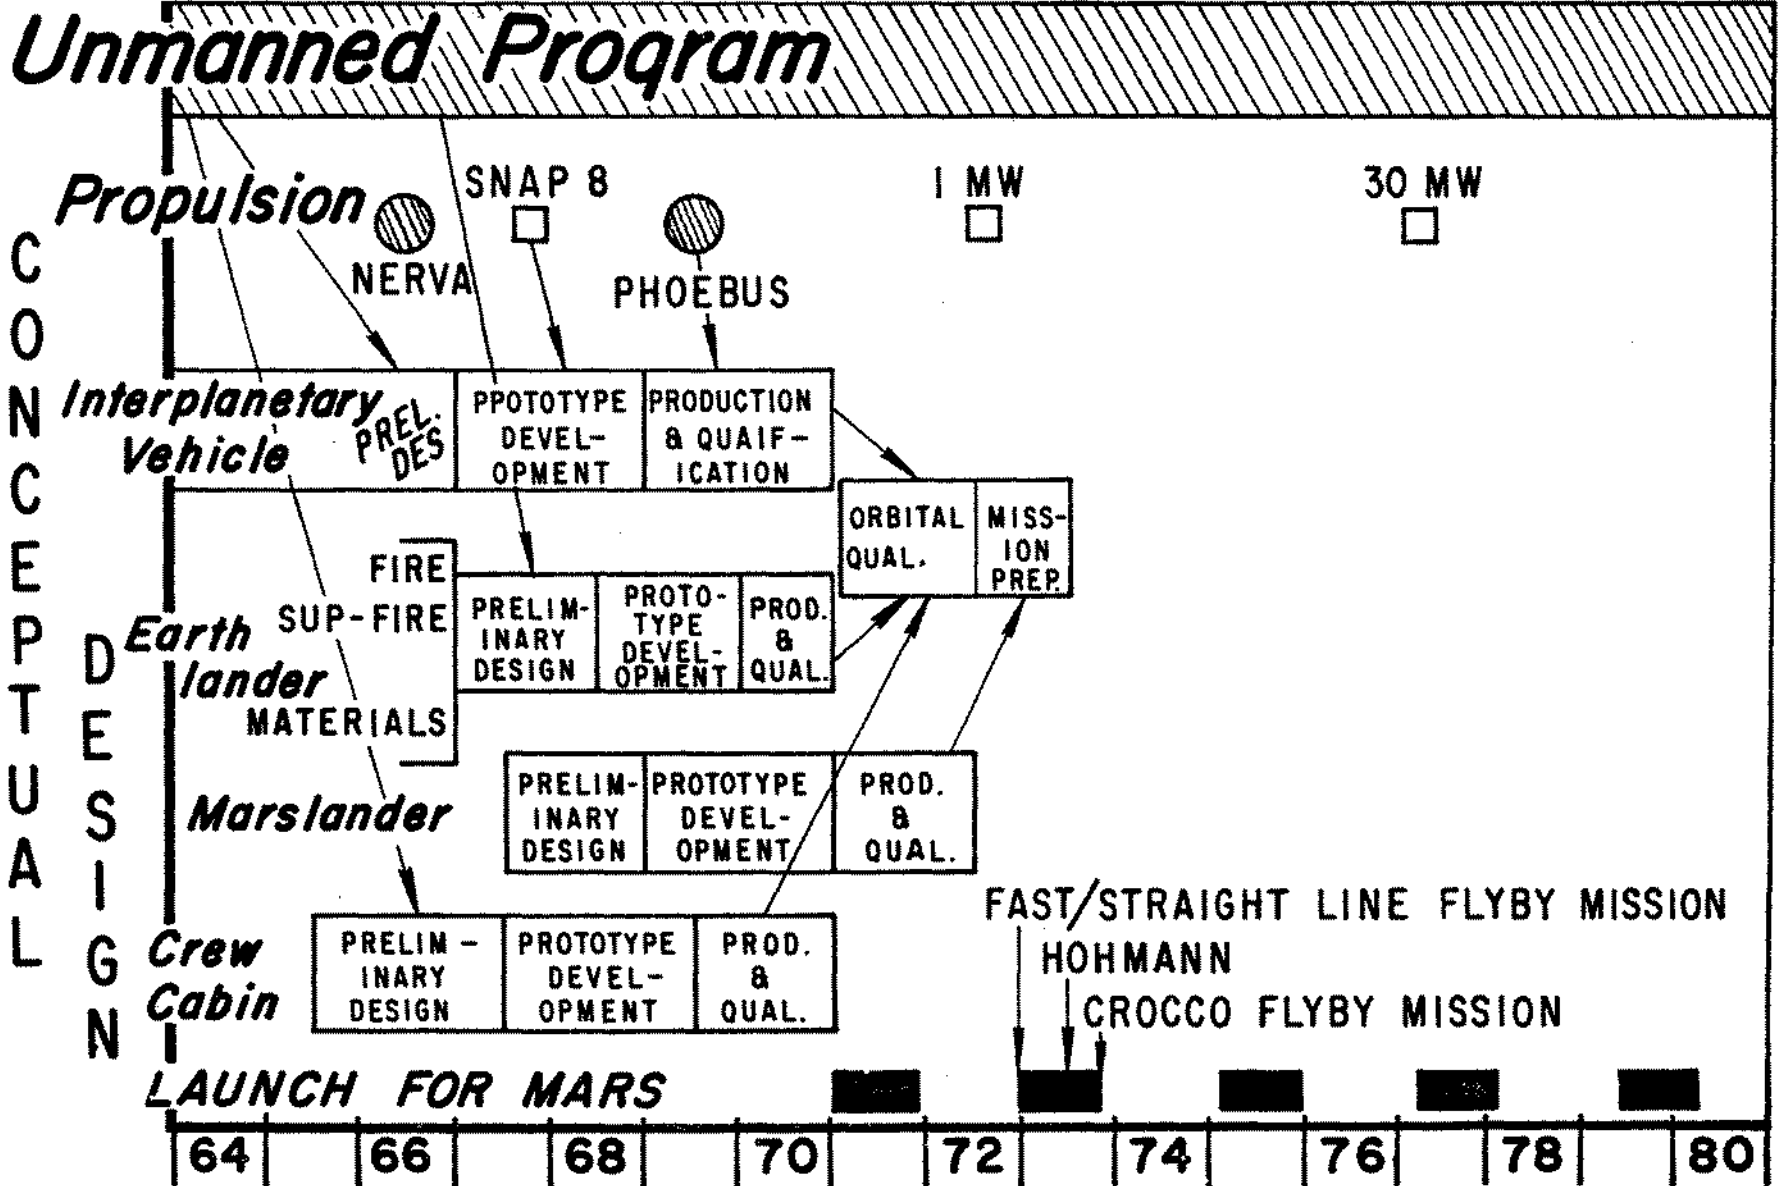 Unmanned Program
CONCEPTUAL
DESIGN
Propulsion
NERVA
SNAP 8
PHOEBUS
1 MW
30 MW
Interplanetary
Vehicle
PREL.
DES
PPOTOTYPE
DEVEL-
OPMENT
PRODUCTION
& QUAIF-
ICATION
ORBITAL
QUAL.
MISS-
ION
PREP.
Earth
lander
FIRE
SUP-FIRE
MATERIALS
PRELIM-
INARY
DESIGN
PROTO-
TYPE
DEVEL-
OPMENT
PROD.
&
QUAL.
Marslander
PRELIM-
INARY
DESIGN
PROTOTYPE
DEVEL-
OPMENT
PROD.
&
QUAL.
Crew
Cabin
PRELIM-
INARY
DESIGN
PROTOTYPE
DEVEL-
OPMENT
PROD.
&
QUAL.
FAST/STRAIGHT LINE FLYBY MISSION
HOHMANN
CROCCO FLYBY MISSION
LAUNCH FOR MARS
64 66 68 70 72 74 76 78 80